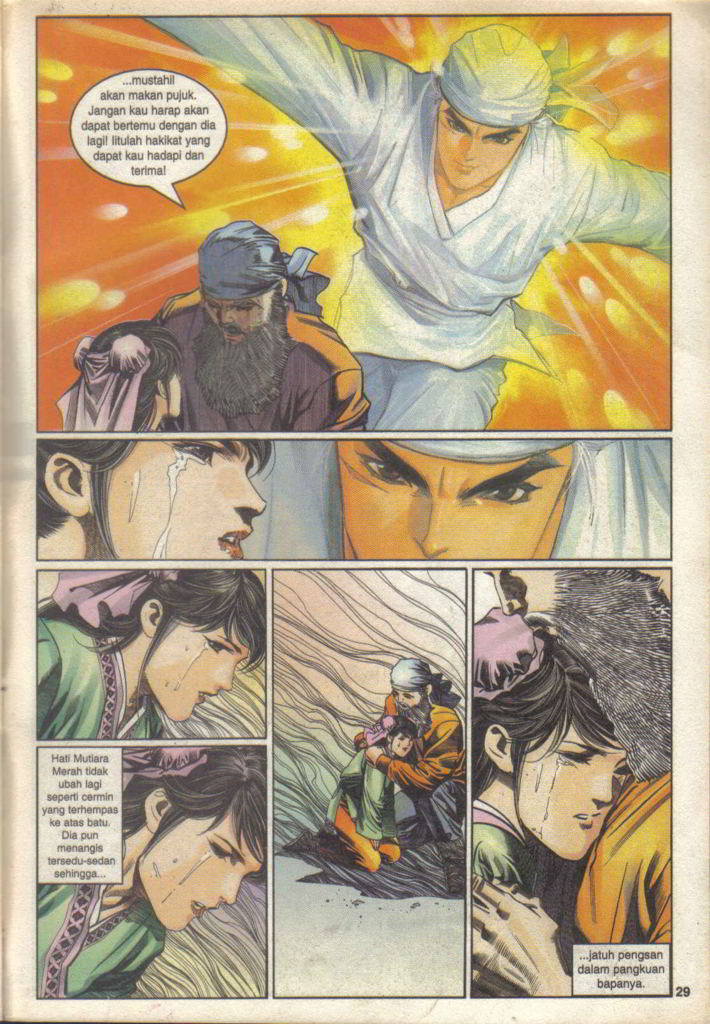 ...mustahil
akan makan pujuk.
Jangan kau harap akan
dapat bertemu dengan dia
lagi! Iitulah hakikat yang
dapat kau hadapi dan
terima!
Hati Mutiara
Merah tidak
ubah lagi
seperti cermin
yang terhempas
ke atas batu.
Dia pun
menangis
tersedu-sedan
sehingga...
...jatuh pengsan
dalam pangkuan
bapanya.
29